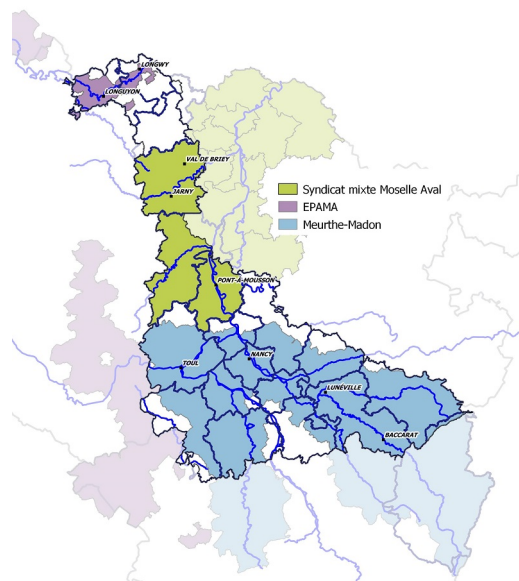 LONGWY
LONGUYON
VAL DE BRIEY
JARNY
Syndicat mixte Moselle Aval
EPAMA
Meurthe-Madon
PONT-A-MOUSSON
NANCY
TOUL
LUNÉVILLE
BACCARAT